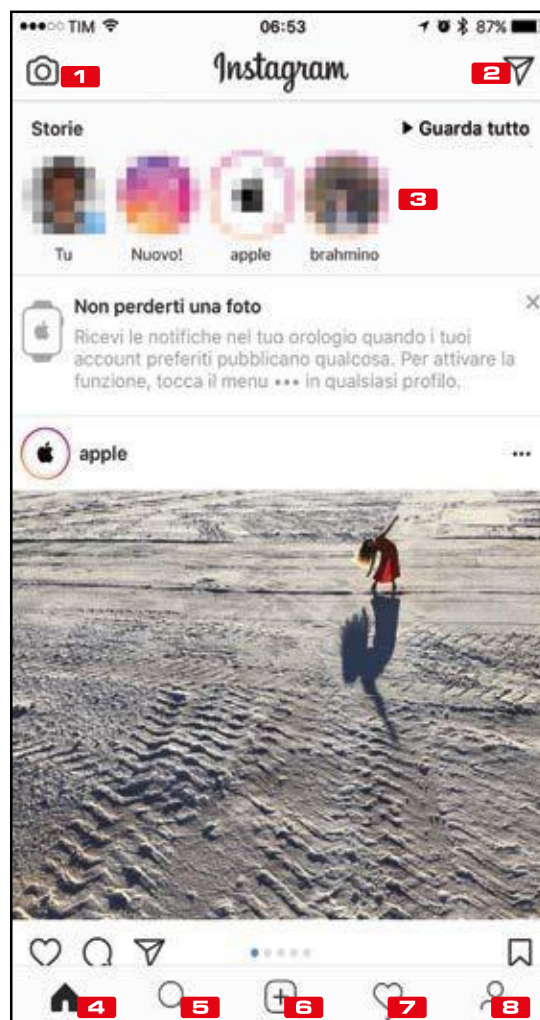 TIM 06:53 87%
1 Instagram 2
Storie Guarda tutto
3
Tu Nuovo! apple brahmino
Non perderti una foto
Ricevi le notifiche nel tuo orologio quando i tuoi
account preferiti pubblicano qualcosa. Per attivare la
funzione, tocca il menu ••• in qualsiasi profilo.
apple
4 5 6 7 8